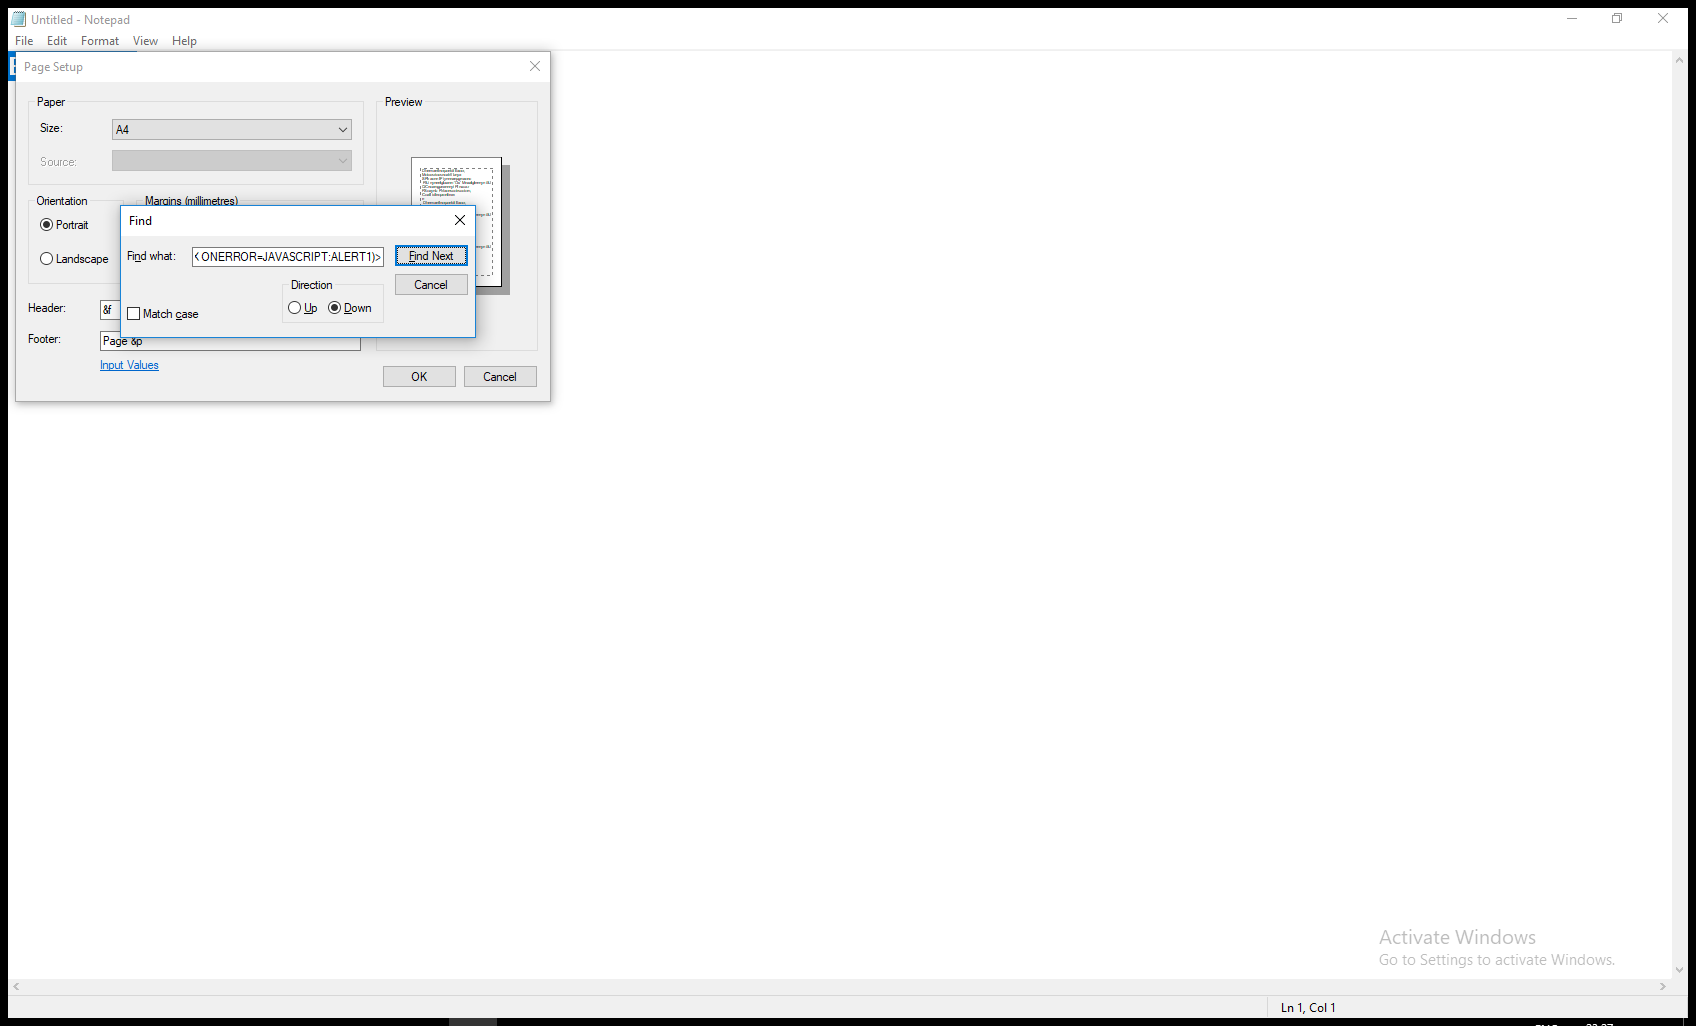 Untitled - Notepad
File Edit Format View Help
Page Setup
Paper
Size: A4
Source:
Preview
Orientation
Portrait
Landscape
Margins (millimetres)
Find
Find what: < ONERROR=JAVASCRIPT:ALERT1)>
Find Next
Cancel
Direction
Up Down
Match case
Header: &f
Footer: Page &p
Input Values
OK Cancel
Activate Windows
Go to Settings to activate Windows.
Ln 1, Col 1